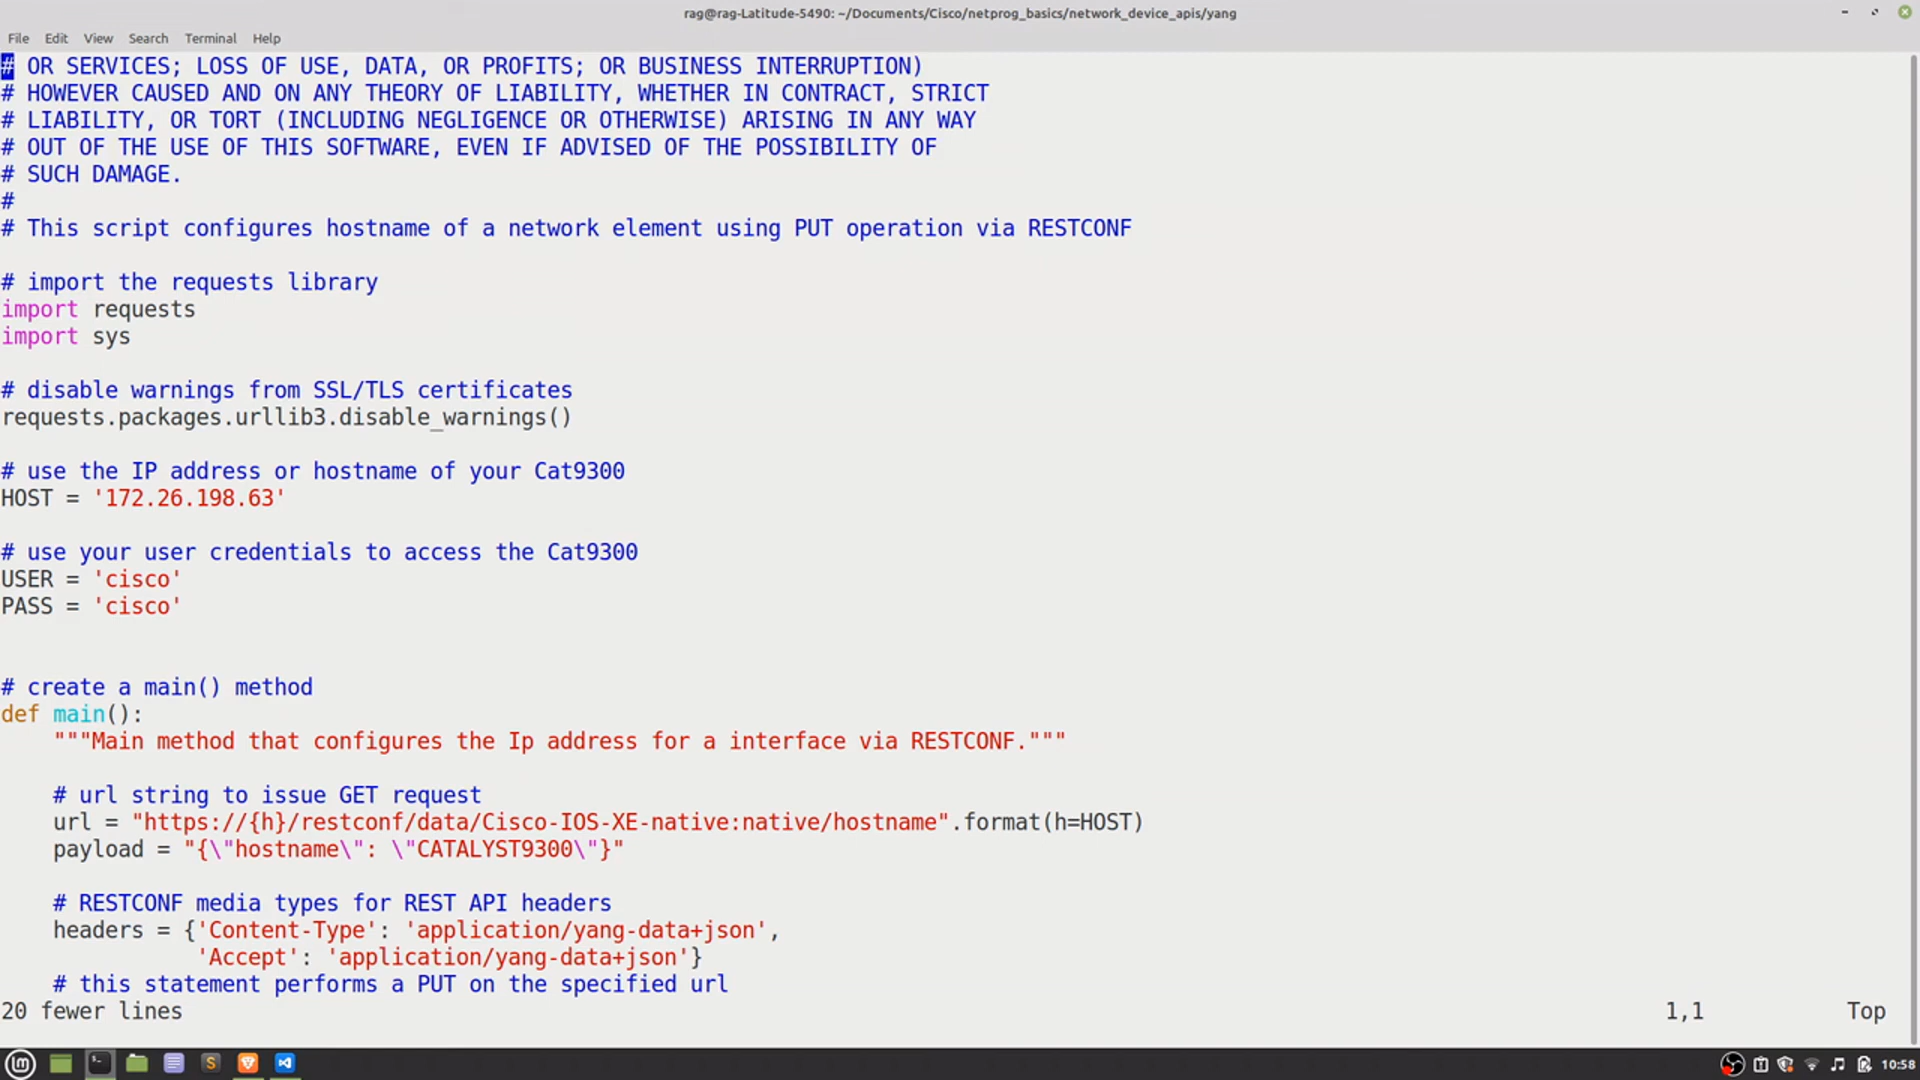 rag@rag-Latitude-5490: ~/Documents/Cisco/netprog_basics/network_device_apis/yang
File Edit View Search Terminal Help
# OR SERVICES; LOSS OF USE, DATA, OR PROFITS; OR BUSINESS INTERRUPTION)
# HOWEVER CAUSED AND ON ANY THEORY OF LIABILITY, WHETHER IN CONTRACT, STRICT
# LIABILITY, OR TORT (INCLUDING NEGLIGENCE OR OTHERWISE) ARISING IN ANY WAY
# OUT OF THE USE OF THIS SOFTWARE, EVEN IF ADVISED OF THE POSSIBILITY OF
# SUCH DAMAGE.
#
# This script configures hostname of a network element using PUT operation via RESTCONF
# import the requests library
import requests
import sys
# disable warnings from SSL/TLS certificates
requests.packages.urllib3.disable_warnings()
# use the IP address or hostname of your Cat9300
HOST = '172.26.198.63'
# use your user credentials to access the Cat9300
USER = 'cisco'
PASS = 'cisco'
# create a main() method
def main():
    """Main method that configures the Ip address for a interface via RESTCONF."""
    # url string to issue GET request
    url = "https://{h}/restconf/data/Cisco-IOS-XE-native:native/hostname".format(h=HOST)
    payload = "{\"hostname\": \"CATALYST9300\"}"
    # RESTCONF media types for REST API headers
    headers = {'Content-Type': 'application/yang-data+json',
               'Accept': 'application/yang-data+json'}
    # this statement performs a PUT on the specified url
20 fewer lines 1,1 Top
10:58